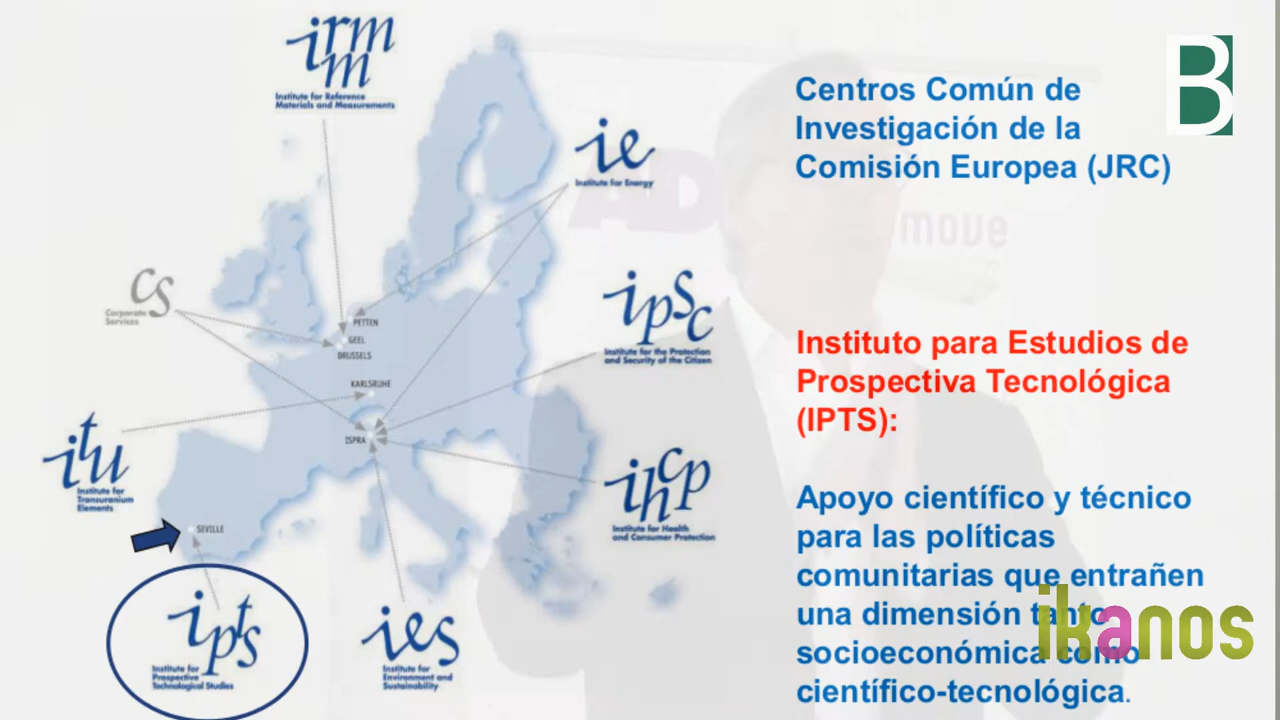 irmm
Institute for Reference
Materials and Measurements
ie
Institute for Energy
cs
Corporate
Services
ipsc
Institute for the Protection
and Security of the Citizen
PETTEN
GEEL
BRUSSELS
KARLSRUHE
ISPRA
SEVILLE
itu
Institute for
Transuranium
Elements
ihcp
Institute for Health
and Consumer Protection
ipts
Institute for
Prospective
Technological Studies
ies
Institute for
Environment and
Sustainability
B
Centros Común de
Investigación de la
Comisión Europea (JRC)
AD
move
Instituto para Estudios de
Prospectiva Tecnológica
(IPTS):
Apoyo científico y técnico
para las políticas
comunitarias que entrañen
una dimensión tanto
socioeconómica como
científico-tecnológica.
ikanos